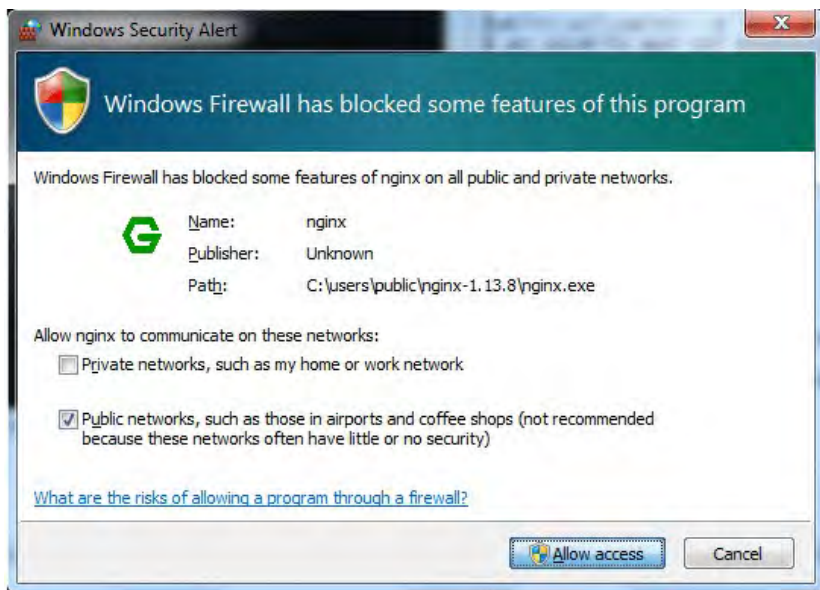 Windows Security Alert
Windows Firewall has blocked some features of this program
Windows Firewall has blocked some features of nginx on all public and private networks.
Name: nginx
Publisher: Unknown
Path: C:\users\public\nginx-1.13.8\nginx.exe
Allow nginx to communicate on these networks:
Private networks, such as my home or work network
Public networks, such as those in airports and coffee shops (not recommended
because these networks often have little or no security)
What are the risks of allowing a program through a firewall?
Allow access Cancel